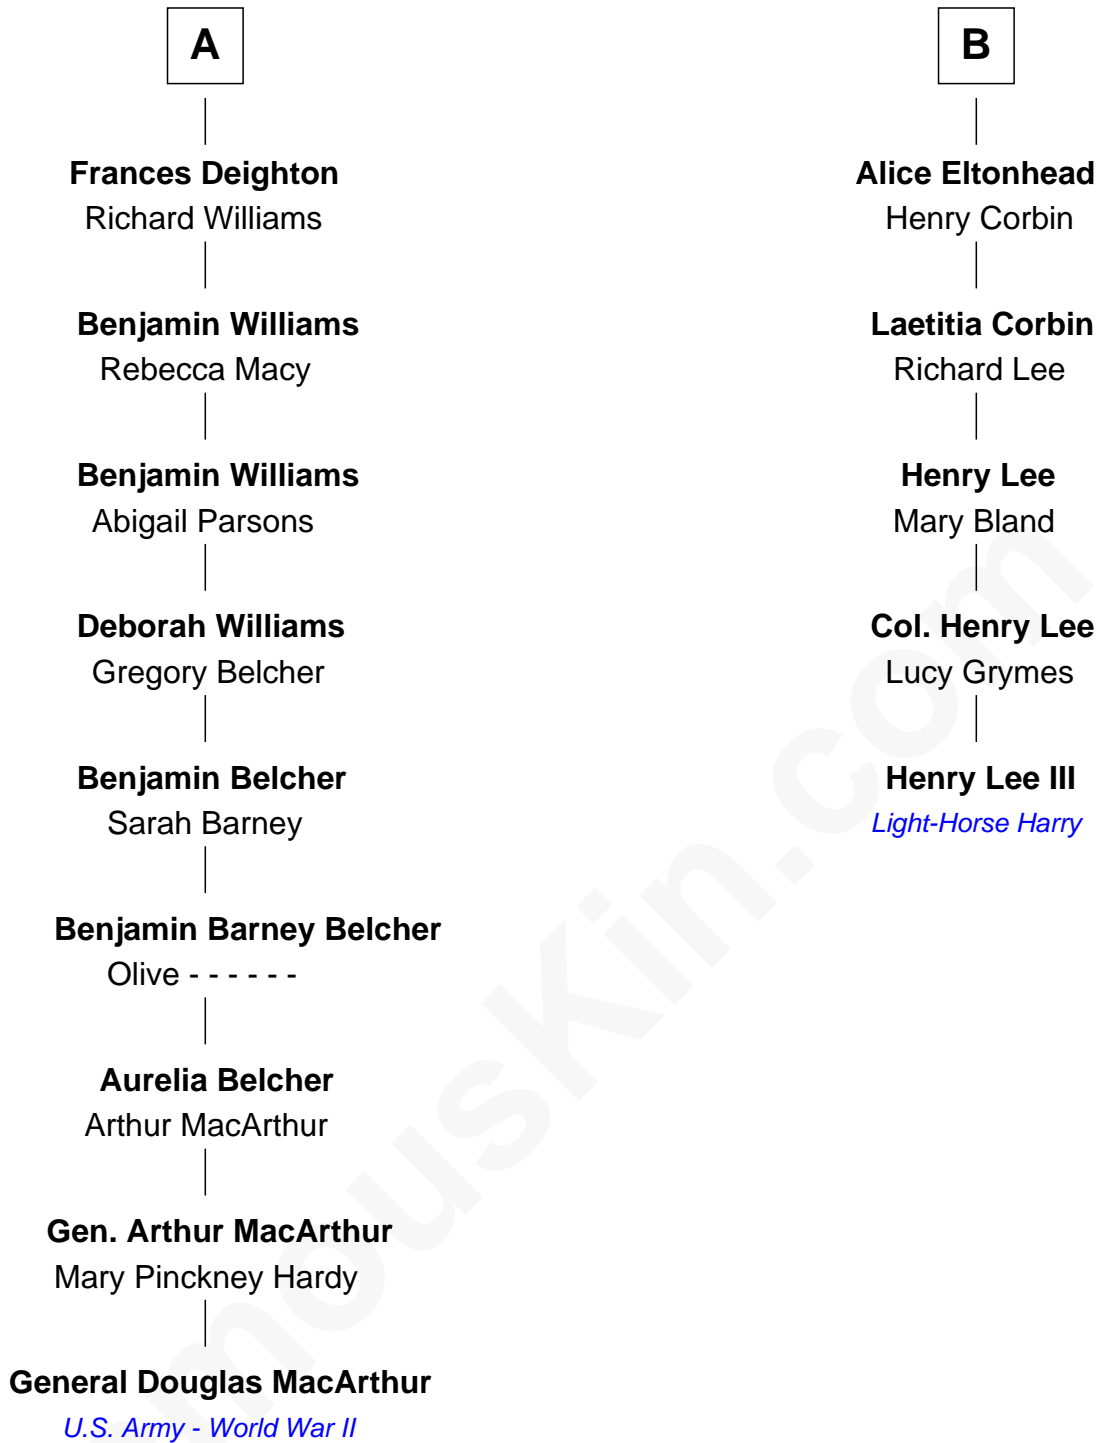 A
Frances Deighton
Richard Williams
Benjamin Williams
Rebecca Macy
Benjamin Williams
Abigail Parsons
Deborah Williams
Gregory Belcher
Benjamin Belcher
Sarah Barney
Benjamin Barney Belcher
Olive - - - - - -
Aurelia Belcher
Arthur MacArthur
Gen. Arthur MacArthur
Mary Pinckney Hardy
General Douglas MacArthur
U.S. Army - World War II
B
Alice Eltonhead
Henry Corbin
Laetitia Corbin
Richard Lee
Henry Lee
Mary Bland
Col. Henry Lee
Lucy Grymes
Henry Lee III
Light-Horse Harry
mousKin.com